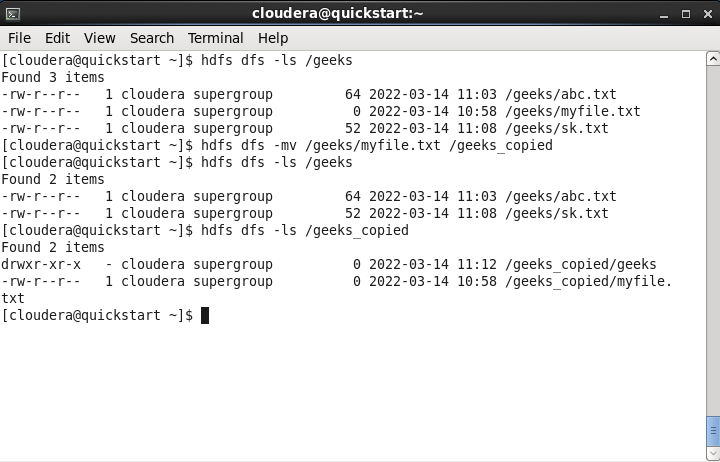 cloudera@quickstart:~
File Edit View Search Terminal Help
[cloudera@quickstart ~]$ hdfs dfs -ls /geeks
Found 3 items
-rw-r--r--   1 cloudera supergroup         64 2022-03-14 11:03 /geeks/abc.txt
-rw-r--r--   1 cloudera supergroup          0 2022-03-14 10:58 /geeks/myfile.txt
-rw-r--r--   1 cloudera supergroup         52 2022-03-14 11:08 /geeks/sk.txt
[cloudera@quickstart ~]$ hdfs dfs -mv /geeks/myfile.txt /geeks_copied
[cloudera@quickstart ~]$ hdfs dfs -ls /geeks
Found 2 items
-rw-r--r--   1 cloudera supergroup         64 2022-03-14 11:03 /geeks/abc.txt
-rw-r--r--   1 cloudera supergroup         52 2022-03-14 11:08 /geeks/sk.txt
[cloudera@quickstart ~]$ hdfs dfs -ls /geeks_copied
Found 2 items
drwxr-xr-x   - cloudera supergroup          0 2022-03-14 11:12 /geeks_copied/geeks
-rw-r--r--   1 cloudera supergroup          0 2022-03-14 10:58 /geeks_copied/myfile.
txt
[cloudera@quickstart ~]$